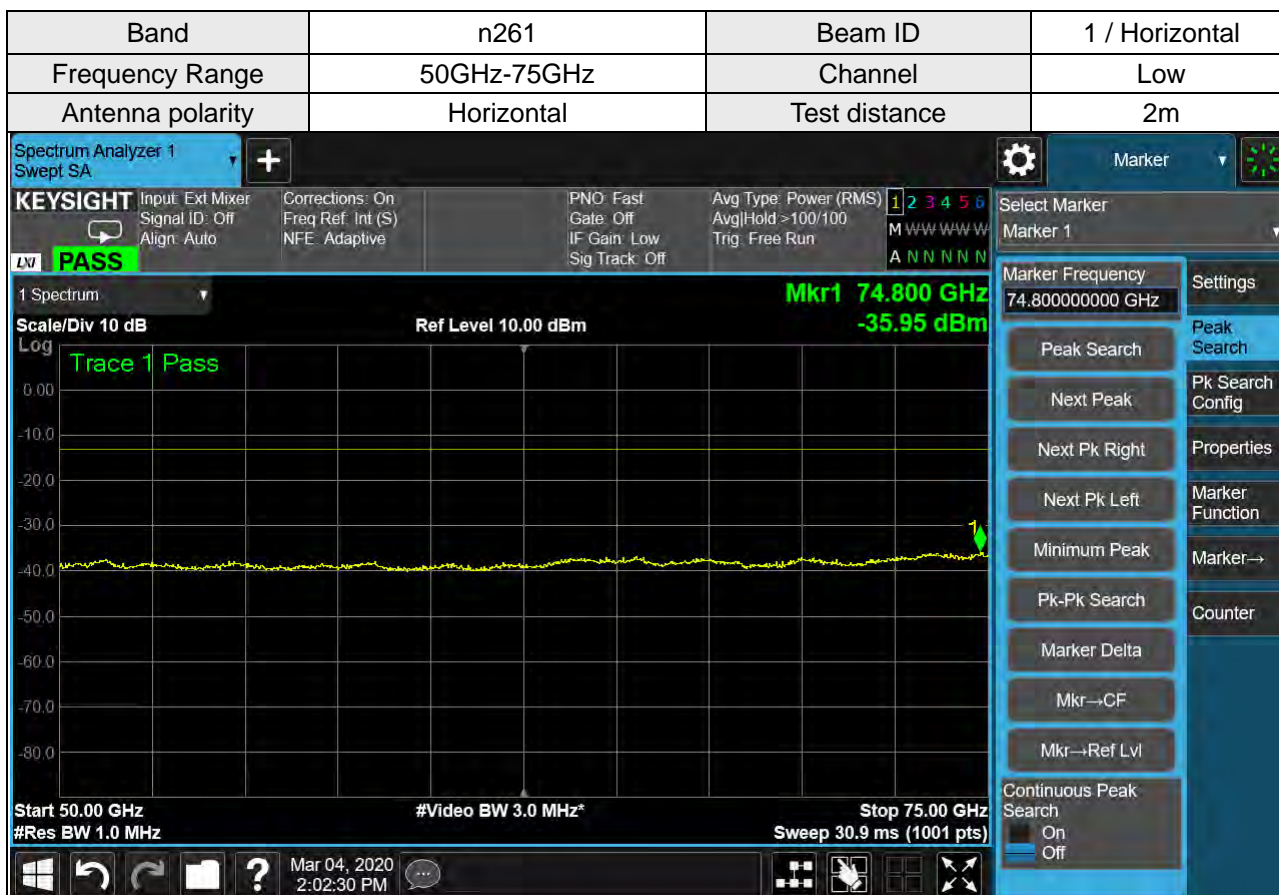 Band n261 Beam ID 1 / Horizontal
Frequency Range 50GHz-75GHz Channel Low
Antenna polarity Horizontal Test distance 2m
Spectrum Analyzer 1
Swept SA
+
Marker
KEYSIGHT
LXI PASS
Input: Ext Mixer
Signal ID: Off
Align: Auto
Corrections: On
Freq Ref: Int (S)
NFE: Adaptive
PNO: Fast
Gate: Off
IF Gain: Low
Sig Track: Off
Avg Type: Power (RMS)
Avg|Hold:>100/100
Trig: Free Run
1 2 3 4 5 6
M W W W W W
A N N N N N
Select Marker
Marker 1
1 Spectrum
Mkr1 74.800 GHz
-35.95 dBm
Scale/Div 10 dB
Ref Level 10.00 dBm
Log
Trace 1 Pass
0.00
-10.0
-20.0
-30.0
-40.0
-50.0
-60.0
-70.0
-80.0
1
Start 50.00 GHz
#Video BW 3.0 MHz*
Stop 75.00 GHz
#Res BW 1.0 MHz
Sweep 30.9 ms (1001 pts)
Marker Frequency
74.800000000 GHz
Peak Search
Next Peak
Next Pk Right
Next Pk Left
Minimum Peak
Pk-Pk Search
Marker Delta
Mkr→CF
Mkr→Ref Lvl
Continuous Peak
Search
On
Off
Settings
Peak
Search
Pk Search
Config
Properties
Marker
Function
Marker→
Counter
?
Mar 04, 2020
2:02:30 PM